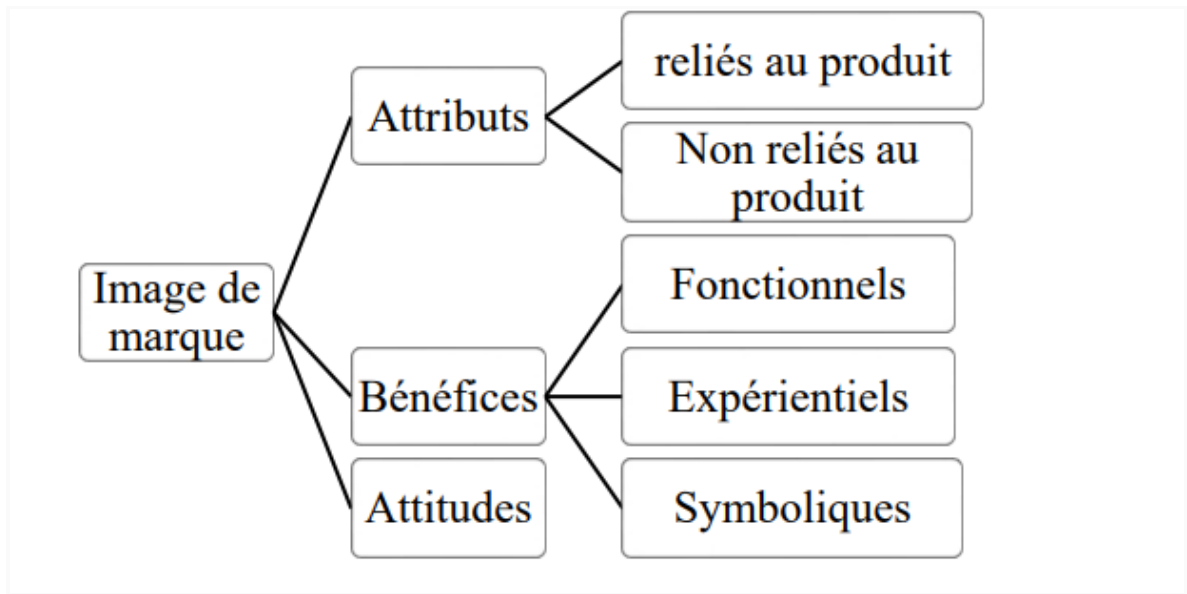 reliés au produit
Attributs
Non reliés au
produit
Image de
marque
Fonctionnels
Bénéfices
Expérientiels
Attitudes
Symboliques